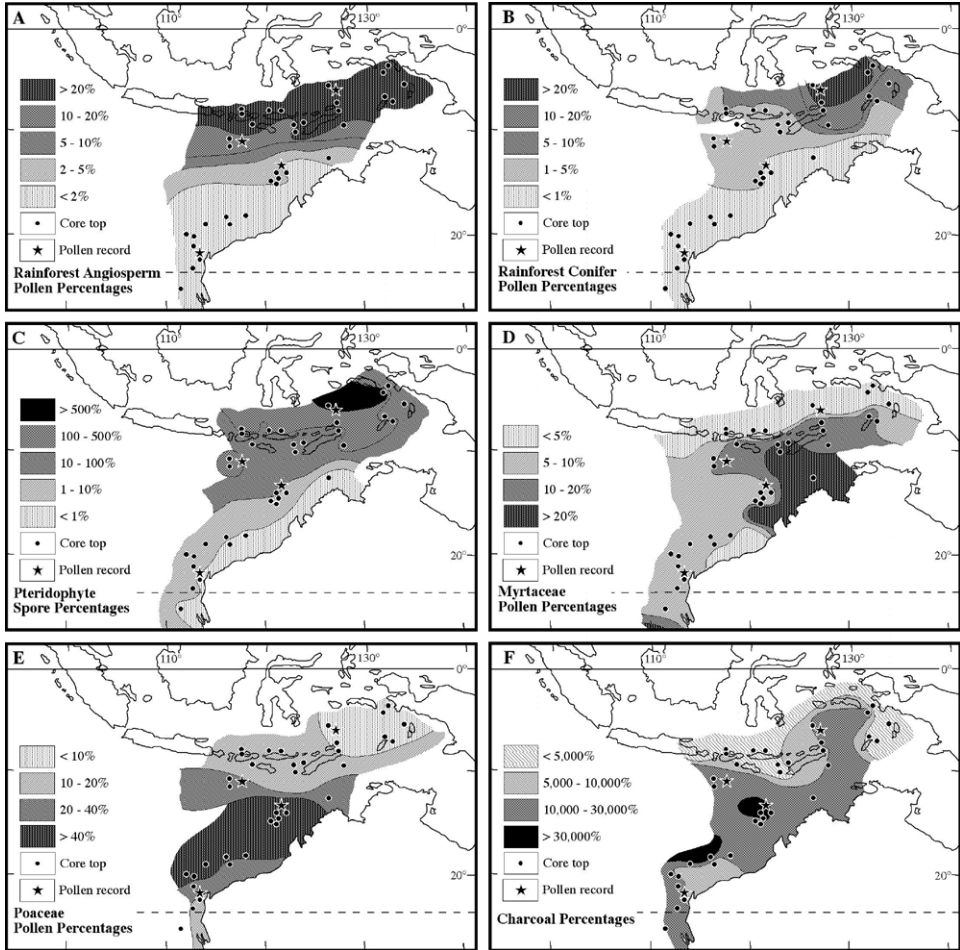 A
110°
130°
0°
> 20%
10 - 20%
5 - 10%
2 - 5%
< 2%
Core top
Pollen record
20°
Rainforest Angiosperm
Pollen Percentages
B
110°
130°
0°
> 20%
10 - 20%
5 - 10%
1 - 5%
< 1%
Core top
Pollen record
20°
Rainforest Conifer
Pollen Percentages
C
110°
130°
0°
> 500%
100 - 500%
10 - 100%
1 - 10%
< 1%
Core top
Pollen record
20°
Pteridophyte
Spore Percentages
D
110°
130°
0°
< 5%
5 - 10%
10 - 20%
> 20%
Core top
Pollen record
20°
Myrtaceae
Pollen Percentages
E
110°
130°
0°
< 10%
10 - 20%
20 - 40%
> 40%
Core top
Pollen record
20°
Poaceae
Pollen Percentages
F
110°
130°
0°
< 5,000%
5,000 - 10,000%
10,000 - 30,000%
> 30,000%
Core top
Pollen record
20°
Charcoal Percentages